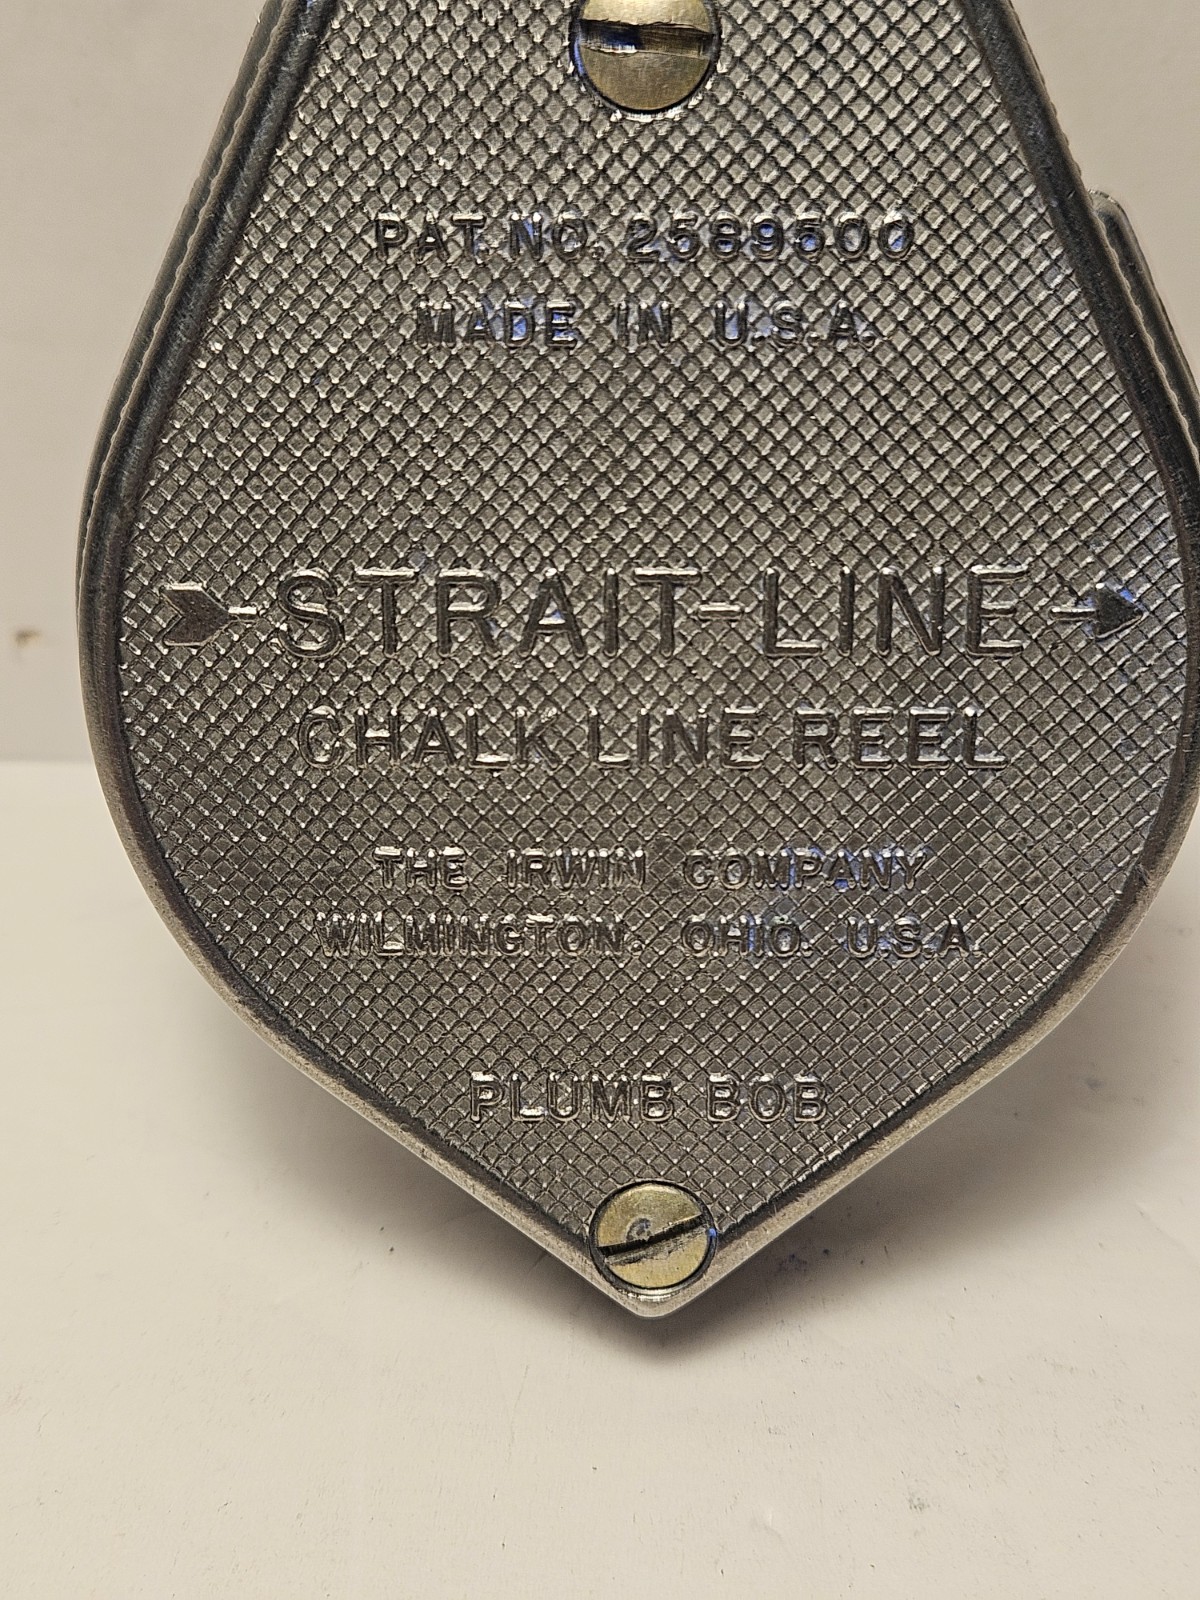 PAT. NO. 2589500
MADE IN U.S.A.
STRAIT-LINE
CHALK LINE REEL
THE IRWIN COMPANY
WILMINGTON, OHIO. U.S.A.
PLUMB BOB